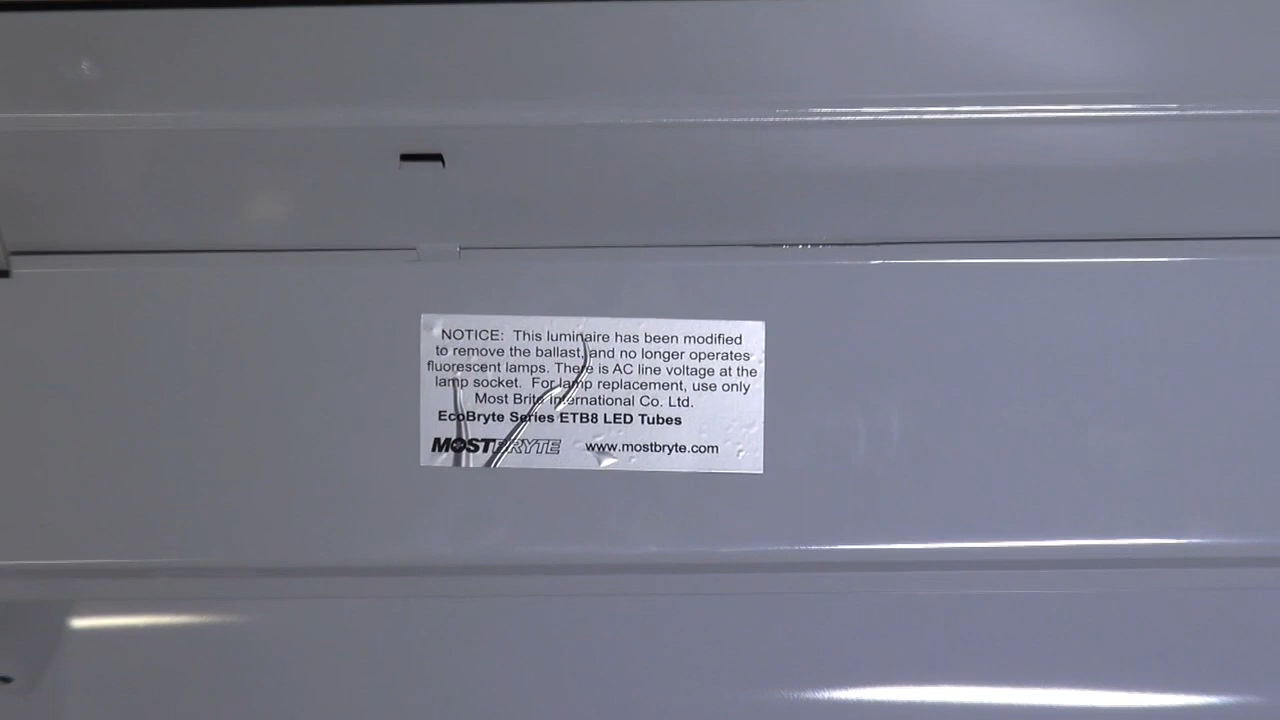 NOTICE: This luminaire has been modified
to remove the ballast, and no longer operates
fluorescent lamps. There is AC line voltage at the
lamp socket. For lamp replacement, use only
Most Brite International Co. Ltd.
EcoBryte Series ETB8 LED Tubes
MOSTBRYTE www.mostbryte.com